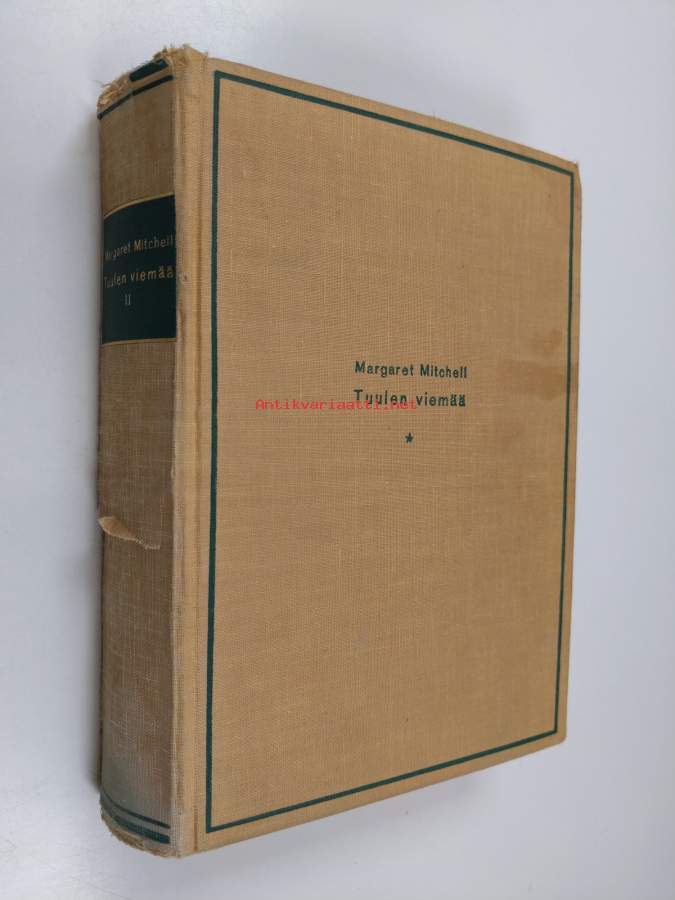 Margaret Mitchell
Tuulen viemää
II
Margaret Mitchell
Tuulen viemää
Antikvariaatti.net